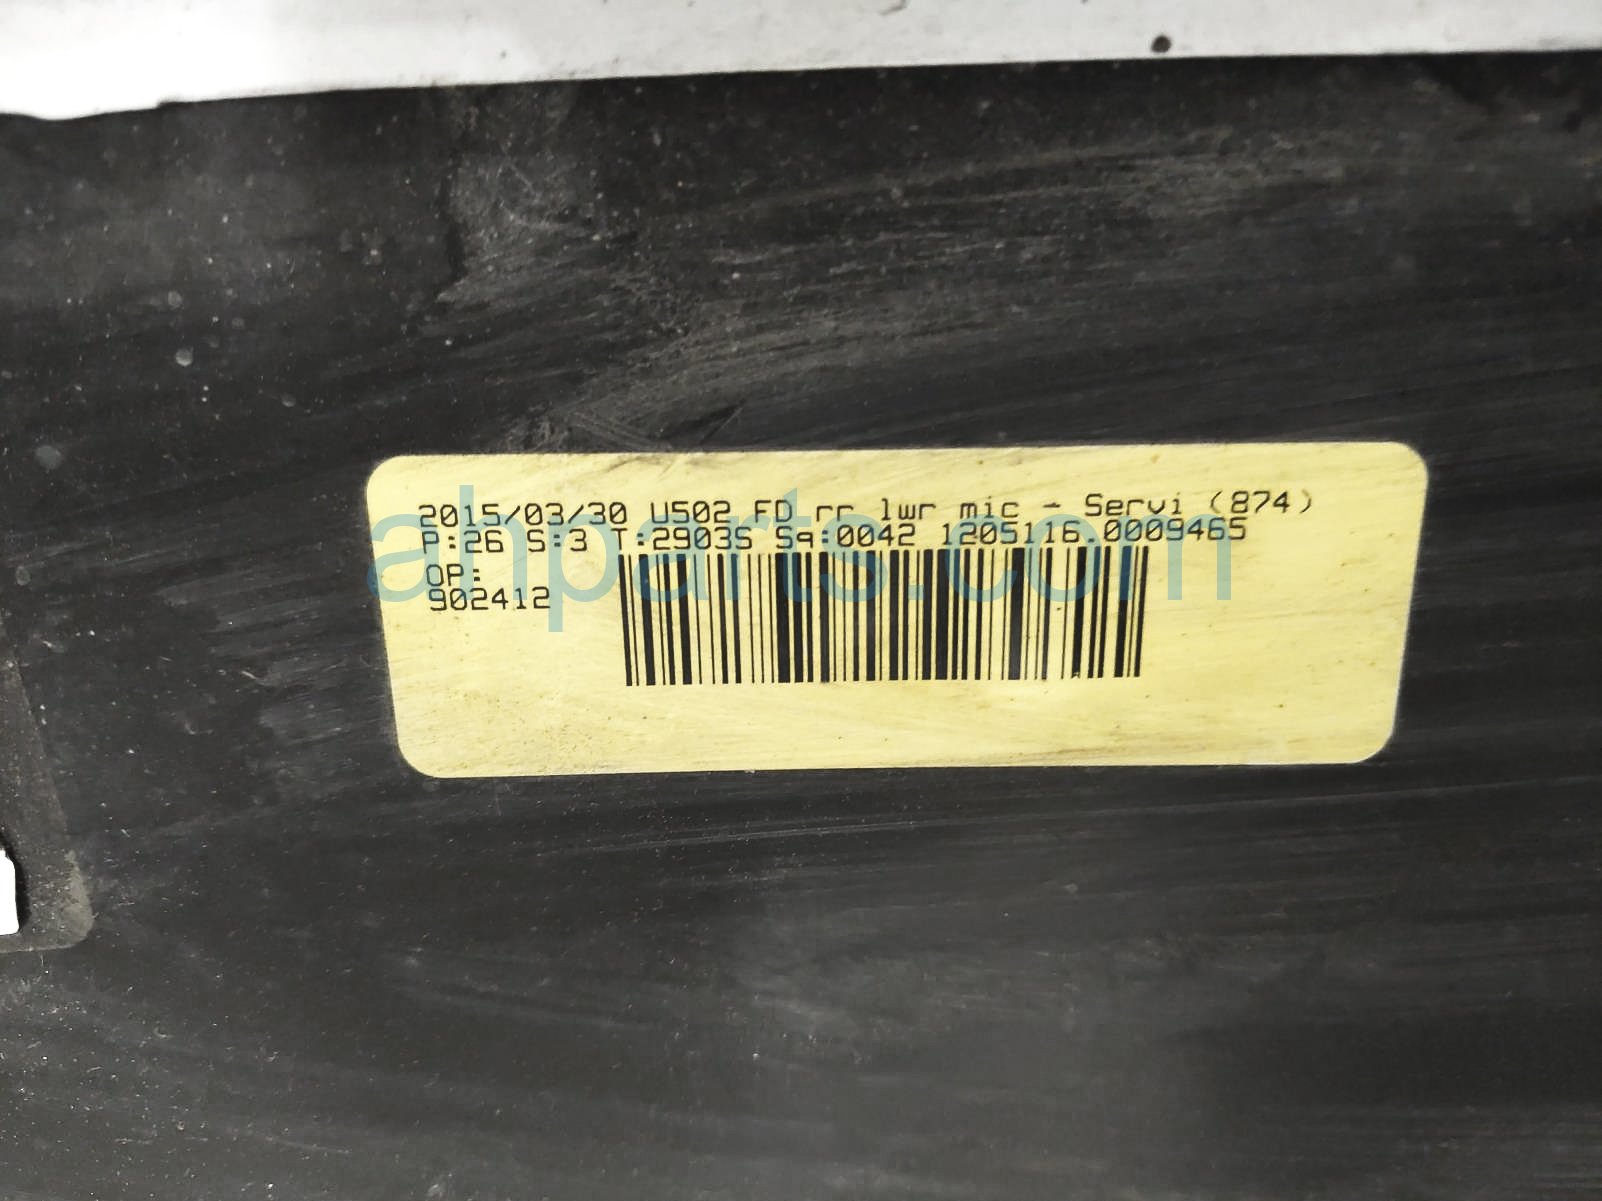 2015/03/30 U502 FD rr lwr mic - Servi (874)
P:26 S:3 T:29035 Sq:0042 1205116.0009465
OP:
902412
ahparts.com